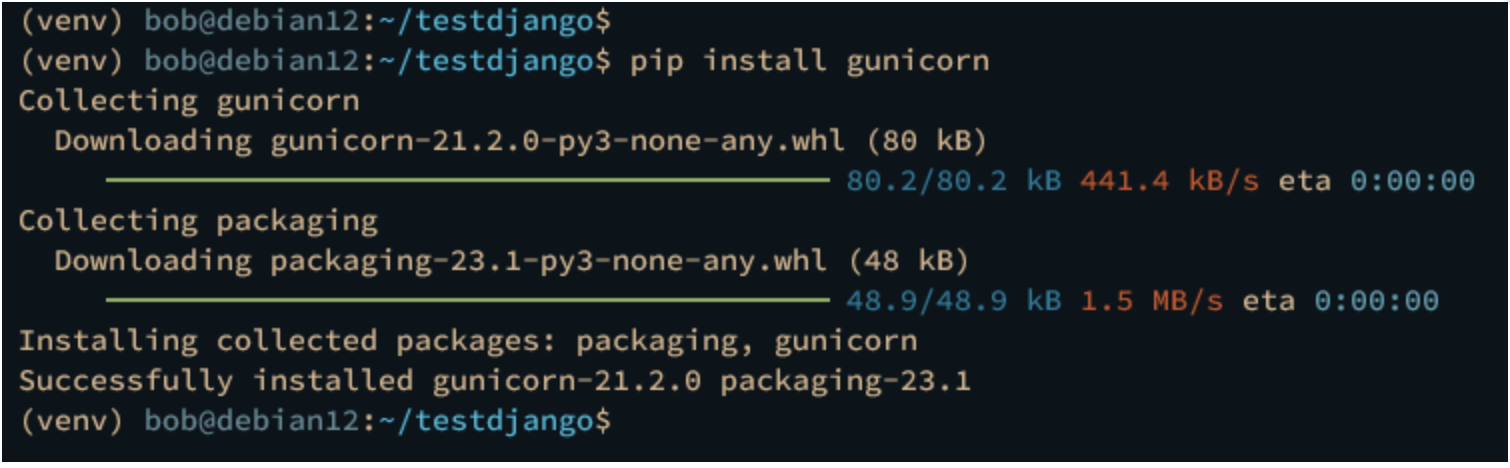 (venv) bob@debian12:~/testdjango$
(venv) bob@debian12:~/testdjango$ pip install gunicorn
Collecting gunicorn
  Downloading gunicorn-21.2.0-py3-none-any.whl (80 kB)
80.2/80.2 kB 441.4 kB/s eta 0:00:00
Collecting packaging
  Downloading packaging-23.1-py3-none-any.whl (48 kB)
48.9/48.9 kB 1.5 MB/s eta 0:00:00
Installing collected packages: packaging, gunicorn
Successfully installed gunicorn-21.2.0 packaging-23.1
(venv) bob@debian12:~/testdjango$